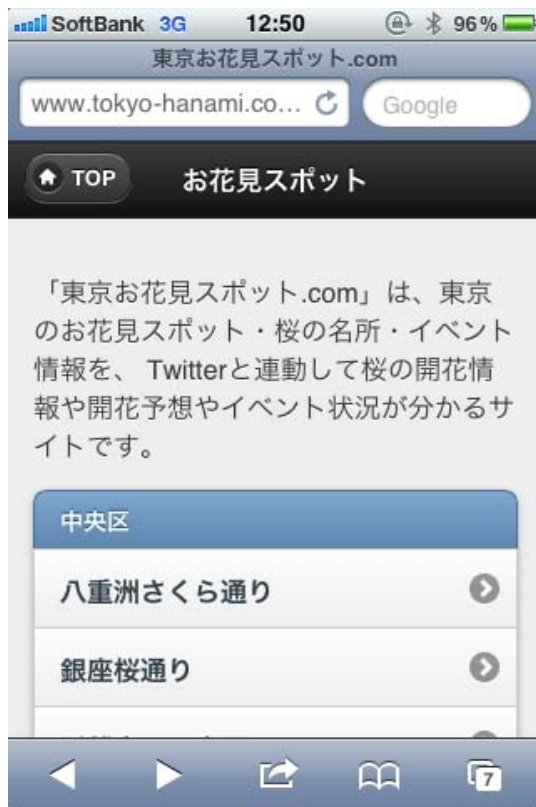 SoftBank 3G 12:50 96%
東京お花見スポット.com
www.tokyo-hanami.co... Google
TOP お花見スポット
「東京お花見スポット.com」は、東京
のお花見スポット・桜の名所・イベント
情報を、 Twitterと連動して桜の開花情
報や開花予想やイベント状況が分かるサ
イトです。
中央区
八重洲さくら通り
銀座桜通り
7